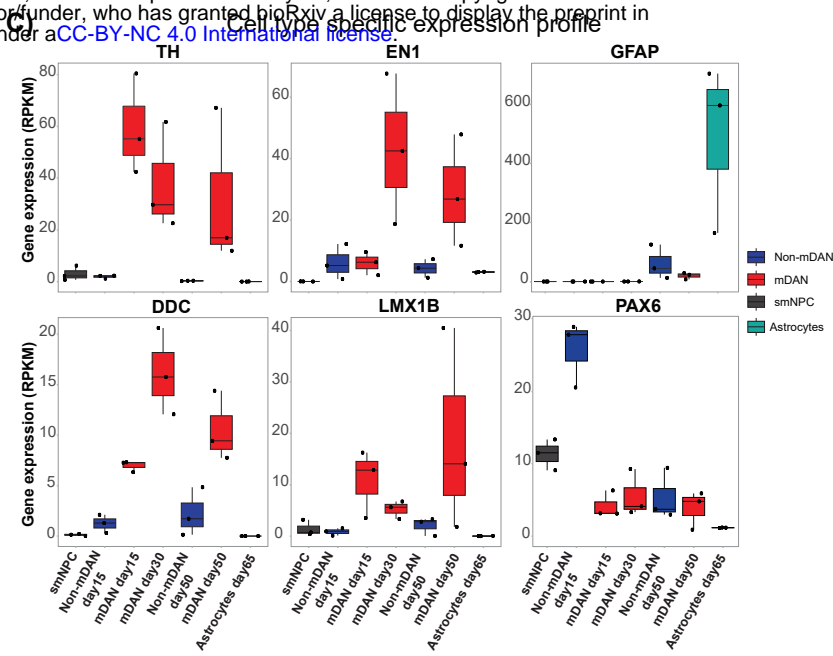 or/funder, who has granted bioRxiv a license to display the preprint in
C) Cell type specific expression profile
nder aCC-BY-NC 4.0 International license.
TH EN1 GFAP
Gene expression (RPKM)
80
60
40
20
0
60
40
20
0
600
400
200
0
Non-mDAN
mDAN
smNPC
Astrocytes
DDC LMX1B PAX6
Gene expression (RPKM)
20
15
10
5
0
40
30
20
10
0
30
20
10
0
smNPC
Non-mDAN
day15
mDAN day15
mDAN day30
Non-mDAN
day50
mDAN day50
Astrocytes day65
smNPC
Non-mDAN
day15
mDAN day15
mDAN day30
Non-mDAN
day50
mDAN day50
Astrocytes day65
smNPC
Non-mDAN
day15
mDAN day15
mDAN day30
Non-mDAN
day50
mDAN day50
Astrocytes day65